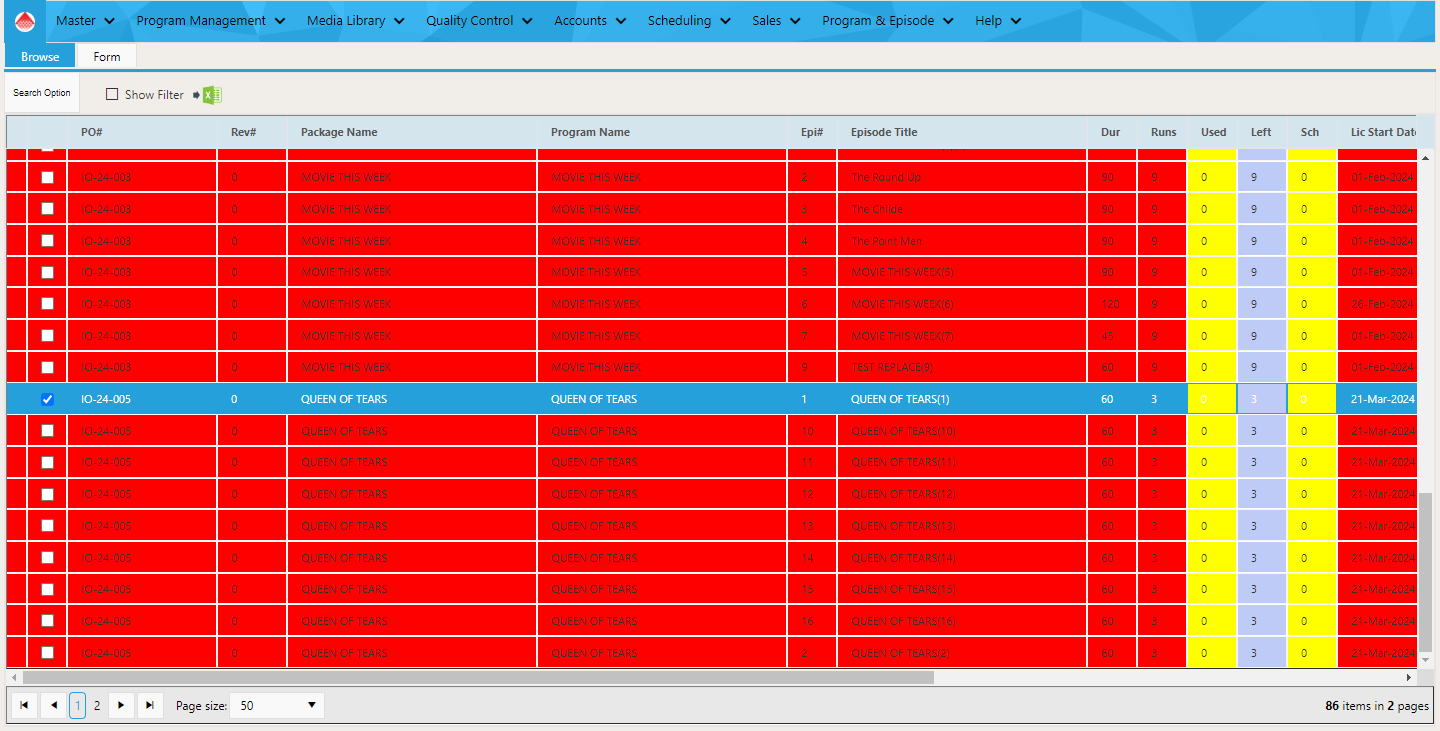 Master Program Management Media Library Quality Control Accounts Scheduling Sales Program & Episode Help
Browse Form
Search Option Show Filter
PO# Rev# Package Name Program Name Epi# Episode Title Dur Runs Used Left Sch Lic Start Date
IO-24-003 0 MOVIE THIS WEEK MOVIE THIS WEEK 2 The Round Up 90 9 0 9 0 01-Feb-2024
IO-24-003 0 MOVIE THIS WEEK MOVIE THIS WEEK 3 The Childe 90 9 0 9 0 01-Feb-2024
IO-24-003 0 MOVIE THIS WEEK MOVIE THIS WEEK 4 The Point Men 90 9 0 9 0 01-Feb-2024
IO-24-003 0 MOVIE THIS WEEK MOVIE THIS WEEK 5 MOVIE THIS WEEK(5) 90 9 0 9 0 01-Feb-2024
IO-24-003 0 MOVIE THIS WEEK MOVIE THIS WEEK 6 MOVIE THIS WEEK(6) 120 9 0 9 0 26-Feb-2024
IO-24-003 0 MOVIE THIS WEEK MOVIE THIS WEEK 7 MOVIE THIS WEEK(7) 45 9 0 9 0 01-Feb-2024
IO-24-003 0 MOVIE THIS WEEK MOVIE THIS WEEK 9 TEST REPLACE(9) 60 9 0 9 0 01-Feb-2024
IO-24-005 0 QUEEN OF TEARS QUEEN OF TEARS 1 QUEEN OF TEARS(1) 60 3 0 3 0 21-Mar-2024
IO-24-005 0 QUEEN OF TEARS QUEEN OF TEARS 10 QUEEN OF TEARS(10) 60 3 0 3 0 21-Mar-2024
IO-24-005 0 QUEEN OF TEARS QUEEN OF TEARS 11 QUEEN OF TEARS(11) 60 3 0 3 0 21-Mar-2024
IO-24-005 0 QUEEN OF TEARS QUEEN OF TEARS 12 QUEEN OF TEARS(12) 60 3 0 3 0 21-Mar-2024
IO-24-005 0 QUEEN OF TEARS QUEEN OF TEARS 13 QUEEN OF TEARS(13) 60 3 0 3 0 21-Mar-2024
IO-24-005 0 QUEEN OF TEARS QUEEN OF TEARS 14 QUEEN OF TEARS(14) 60 3 0 3 0 21-Mar-2024
IO-24-005 0 QUEEN OF TEARS QUEEN OF TEARS 15 QUEEN OF TEARS(15) 60 3 0 3 0 21-Mar-2024
IO-24-005 0 QUEEN OF TEARS QUEEN OF TEARS 16 QUEEN OF TEARS(16) 60 3 0 3 0 21-Mar-2024
IO-24-005 0 QUEEN OF TEARS QUEEN OF TEARS 2 QUEEN OF TEARS(2) 60 3 0 3 0 21-Mar-2024
1 2 Page size: 50 86 items in 2 pages